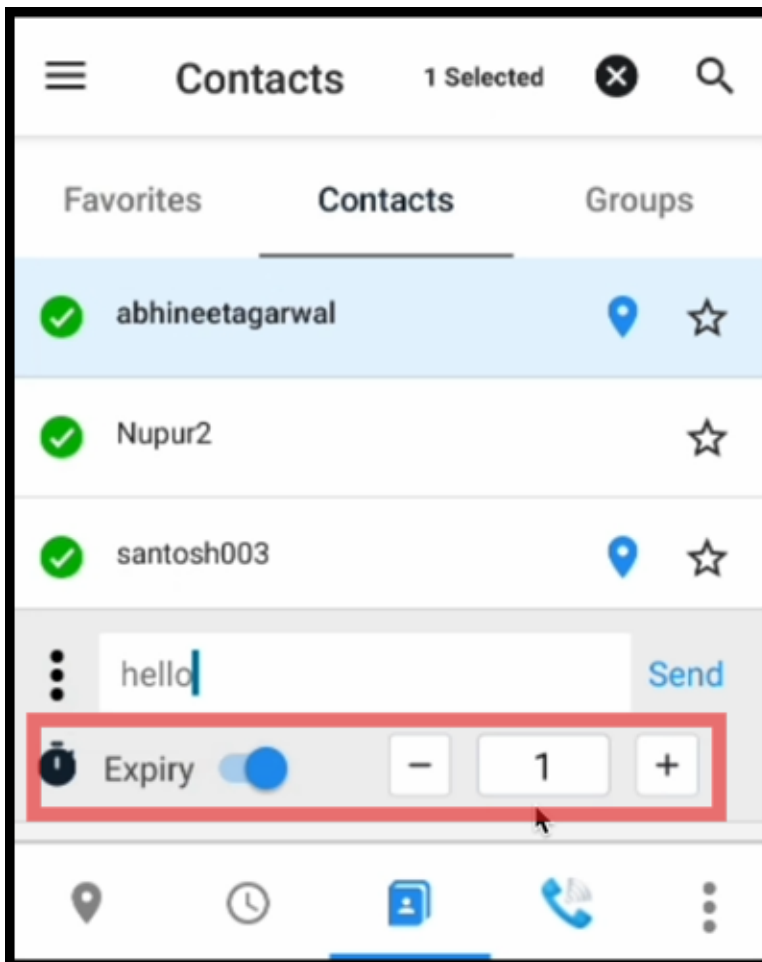 Contacts 1 Selected
Favorites Contacts Groups
abhineetagarwal
Nupur2
santosh003
hello Send
Expiry − 1 +